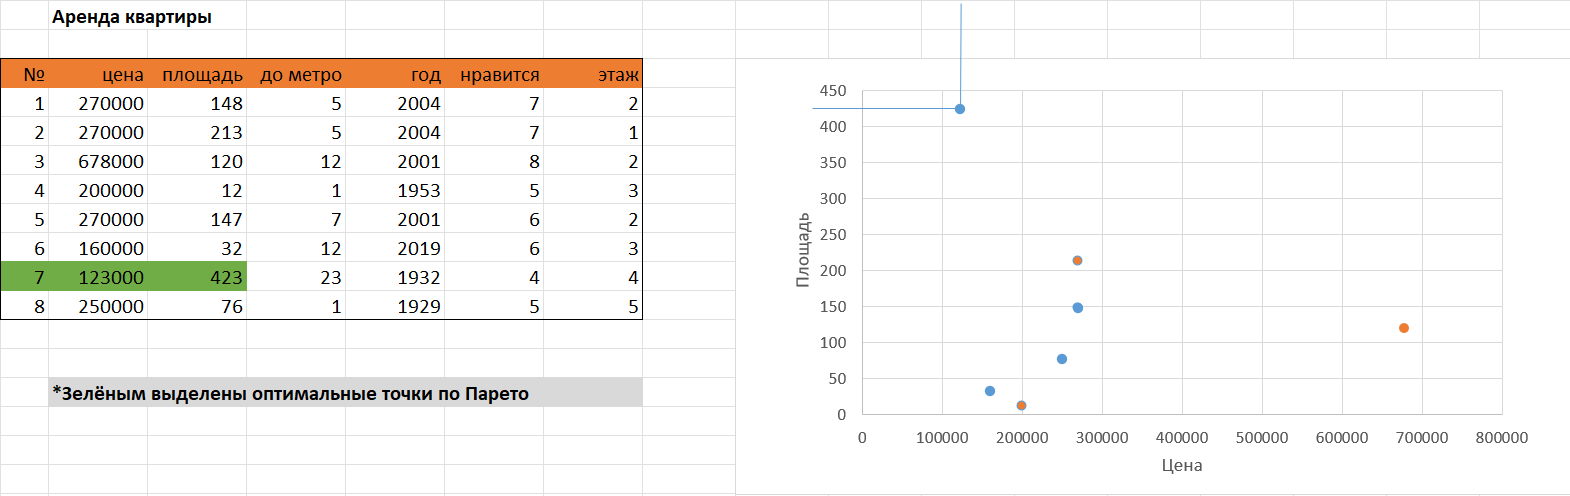 Аренда квартиры
№ цена площадь до метро год нравится этаж
1 270000 148 5 2004 7 2
2 270000 213 5 2004 7 1
3 678000 120 12 2001 8 2
4 200000 12 1 1953 5 3
5 270000 147 7 2001 6 2
6 160000 32 12 2019 6 3
7 123000 423 23 1932 4 4
8 250000 76 1 1929 5 5
*Зелёным выделены оптимальные точки по Парето
450
400
350
300
250
200
150
100
50
0
Площадь
0 100000 200000 300000 400000 500000 600000 700000 800000
Цена